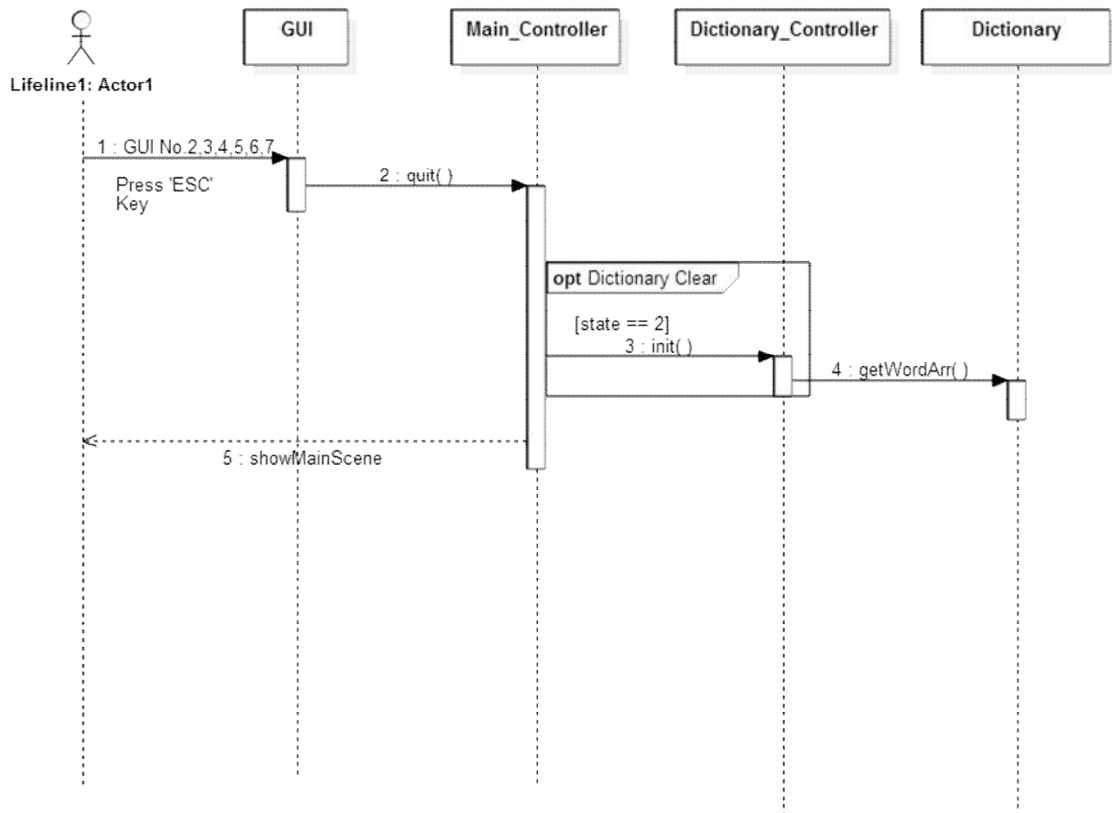 GUI
Main_Controller
Dictionary_Controller
Dictionary
Lifeline1: Actor1
1 : GUI No.2,3,4,5,6,7
Press 'ESC'
Key
2 : quit( )
opt Dictionary Clear
[state == 2]
3 : init( )
4 : getWordArr( )
5 : showMainScene